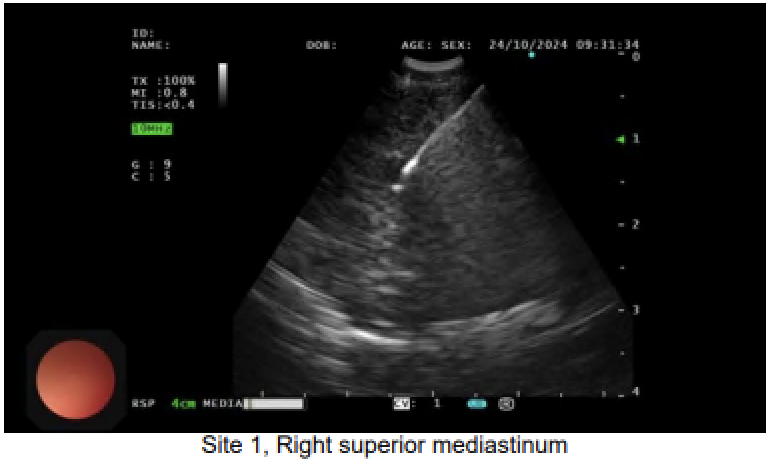 ID:
NAME: DOB: AGE: SEX: 24/10/2024 09:31:34
0
TX :100%
MI :0.8
TIS:<0.4
10MHz
1
G : 9
C : 5
2
3
4
RSP 4cm MEDIA CV: 1
Site 1, Right superior mediastinum